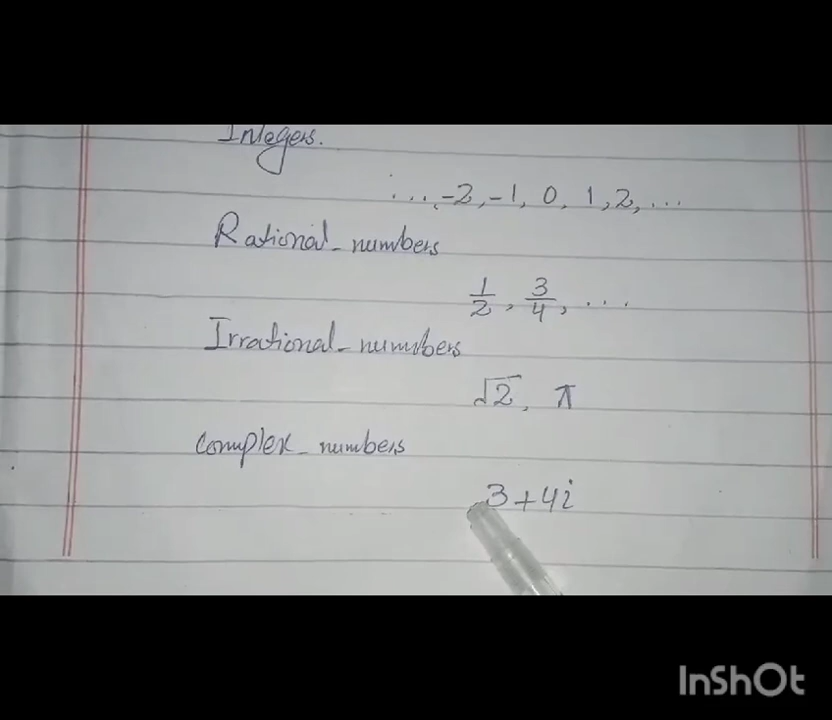 Integers.
...,-2,-1, 0, 1,2,...
Rational-numbers
1/2, 3/4, ...
Irrational-numbers
√2, π
Complex-numbers
3+4i
InShOt